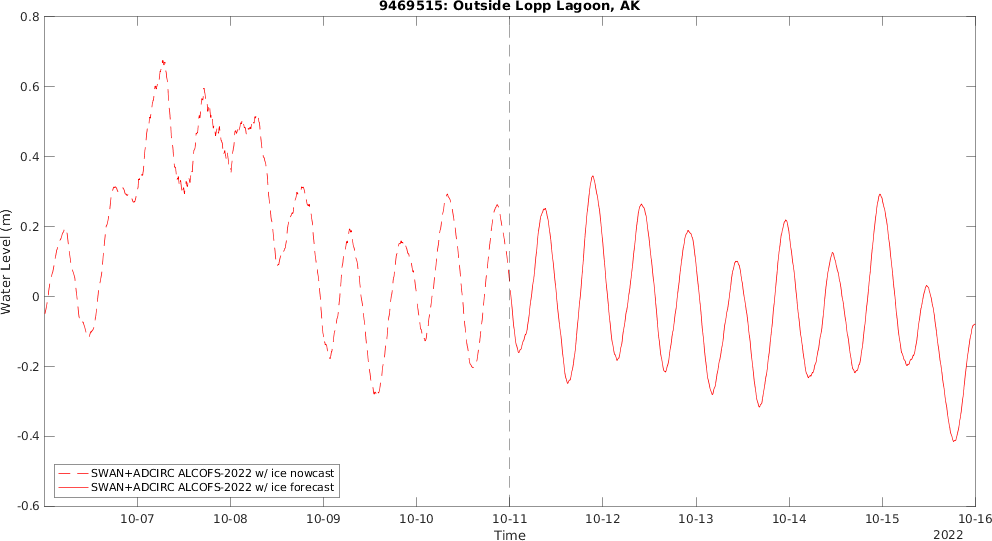 9469515: Outside Lopp Lagoon, AK
0.8
0.6
0.4
0.2
0
-0.2
-0.4
-0.6
Water Level (m)
SWAN+ADCIRC ALCOFS-2022 w/ ice nowcast
SWAN+ADCIRC ALCOFS-2022 w/ ice forecast
10-07 10-08 10-09 10-10 10-11 10-12 10-13 10-14 10-15 10-16
Time
2022